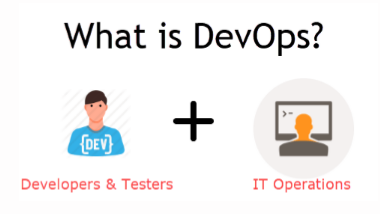 What is DevOps?
{DEV}
>-
Developers & Testers
IT Operations